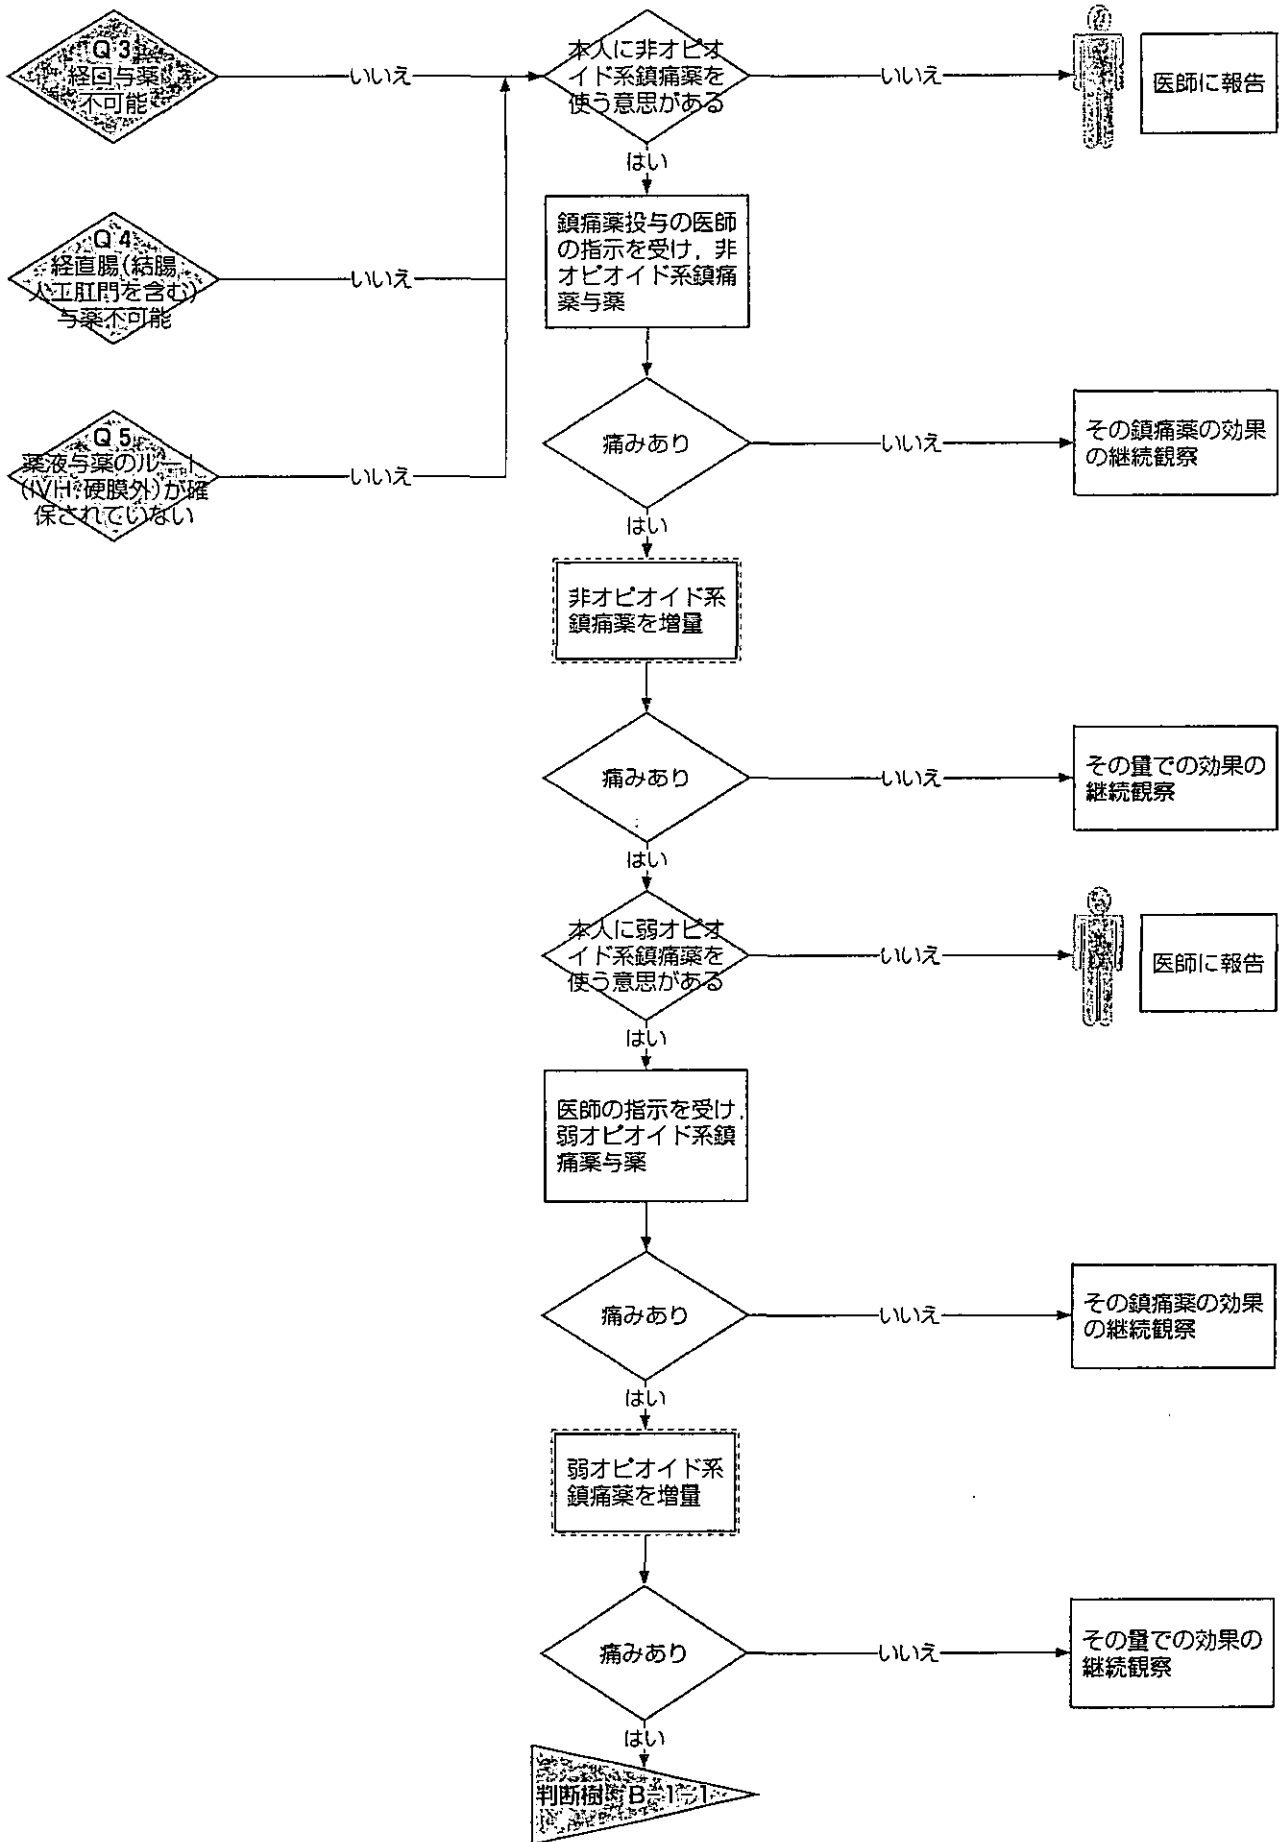 Q3
経回与薬
不可能
いいえ
本人に非オピオ
イド系鎮痛薬を
使う意思がある
いいえ
医師に報告
はい
Q4
経直腸(結腸
人工肛門を含む)
与薬不可能
いいえ
鎮痛薬投与の医師
の指示を受け，非
オピオイド系鎮痛
薬与薬
Q5
薬液与薬のルート
(IVH,硬膜外)が確
保されていない
いいえ
痛みあり
いいえ
その鎮痛薬の効果
の継続観察
はい
非オピオイド系
鎮痛薬を増量
痛みあり
いいえ
その量での効果の
継続観察
はい
本人に弱オピオ
イド系鎮痛薬を
使う意思がある
いいえ
医師に報告
はい
医師の指示を受け，
弱オピオイド系鎮
痛薬与薬
痛みあり
いいえ
その鎮痛薬の効果
の継続観察
はい
弱オピオイド系
鎮痛薬を増量
痛みあり
いいえ
その量での効果の
継続観察
はい
判断樹 B-1-1